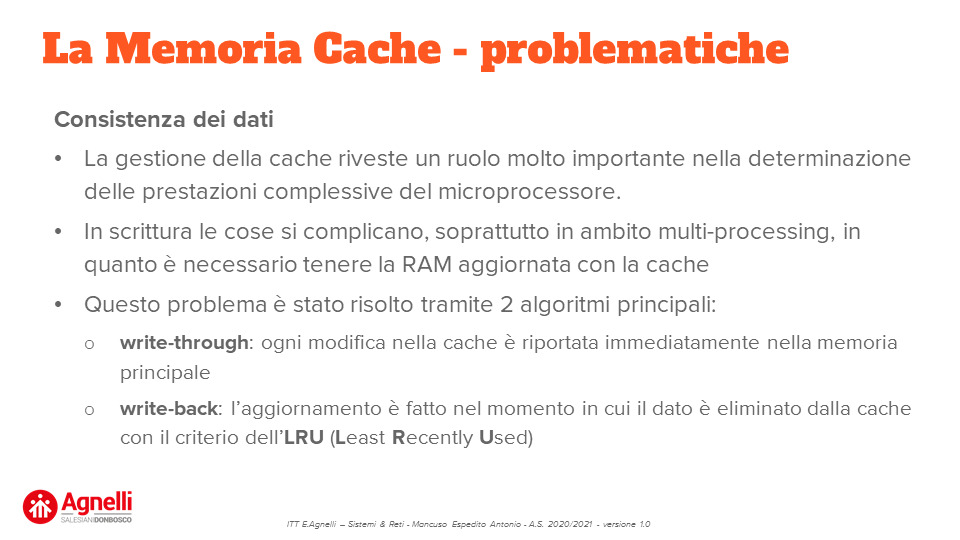 La Memoria Cache - problematiche
Consistenza dei dati
• La gestione della cache riveste un ruolo molto importante nella determinazione
delle prestazioni complessive del microprocessore.
• In scrittura le cose si complicano, soprattutto in ambito multi-processing, in
quanto è necessario tenere la RAM aggiornata con la cache
• Questo problema è stato risolto tramite 2 algoritmi principali:
o write-through: ogni modifica nella cache è riportata immediatamente nella memoria
principale
o write-back: l’aggiornamento è fatto nel momento in cui il dato è eliminato dalla cache
con il criterio dell’LRU (Least Recently Used)
Agnelli
SALESIANIDONBOSCO
ITT E.Agnelli – Sistemi & Reti - Mancuso Espedito Antonio - A.S. 2020/2021 - versione 1.0